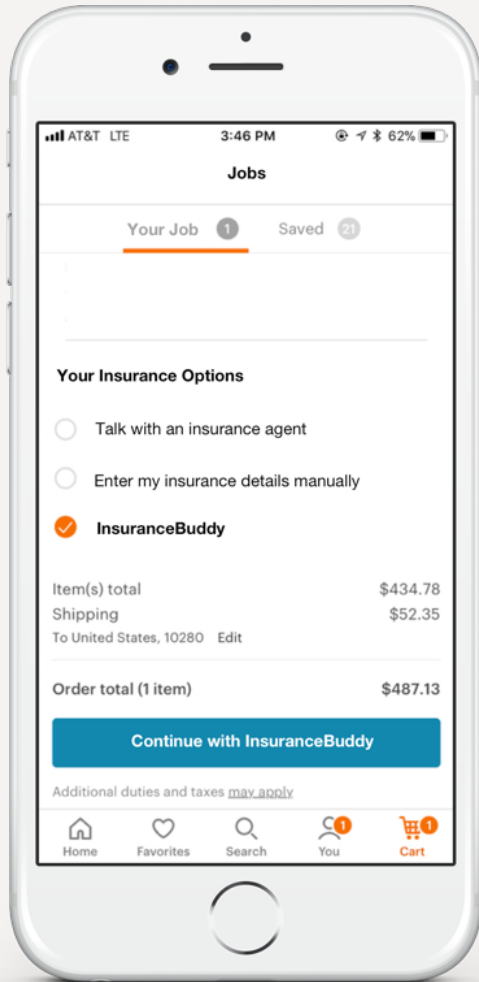 AT&T LTE 3:46 PM 62%
Jobs
Your Job 1 Saved 21
Your Insurance Options
Talk with an insurance agent
Enter my insurance details manually
InsuranceBuddy
Item(s) total $434.78
Shipping $52.35
To United States, 10280 Edit
Order total (1 item) $487.13
Continue with InsuranceBuddy
Additional duties and taxes may apply
1 1
Home Favorites Search You Cart